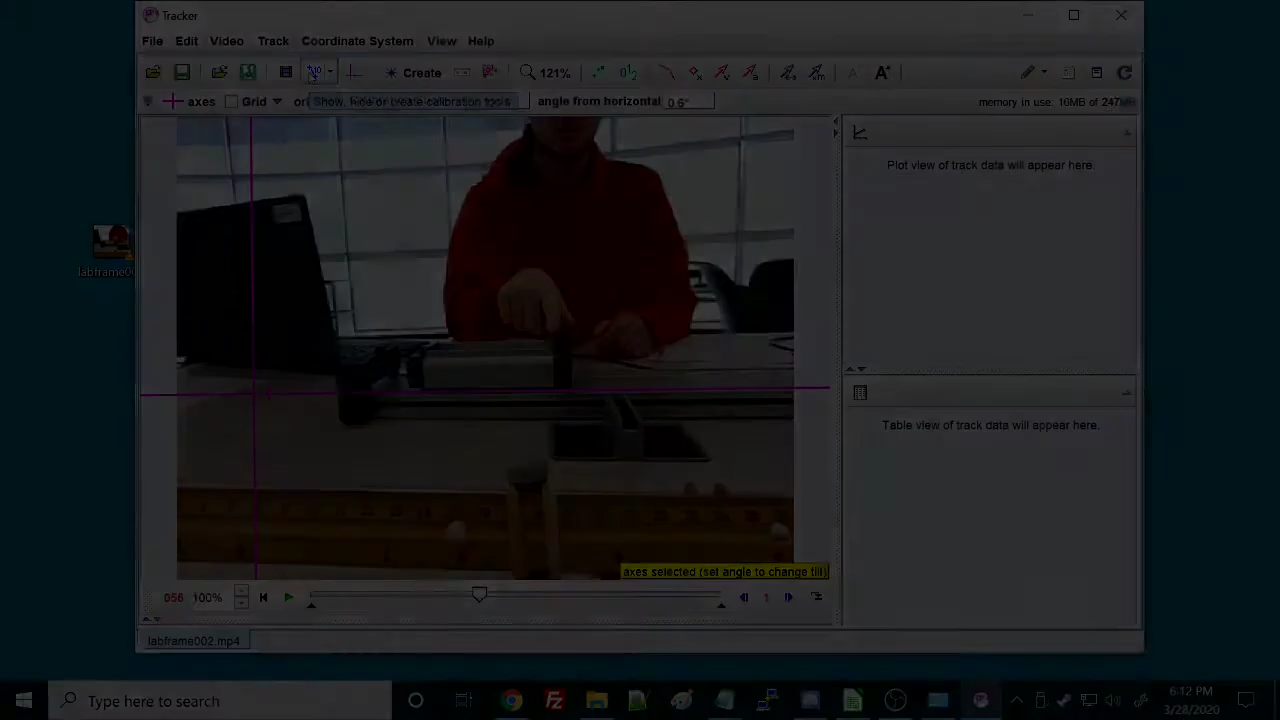 Tracker
File Edit Video Track Coordinate System View Help
Create 121%
axes Grid ori Show, hide or create calibration tools angle from horizontal 0.6° memory in use: 16MB of 247MB
Plot view of track data will appear here.
labframe00
Table view of track data will appear here.
axes selected (set angle to change tilt)
056 100% 1
labframe002.mp4
Type here to search
6:12 PM
3/28/2020